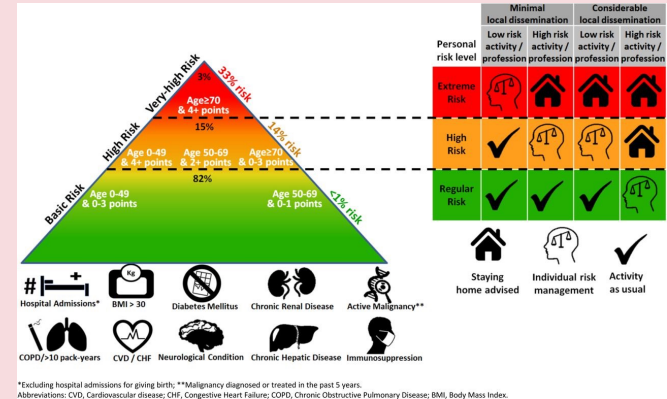 Minimal local dissemination
Considerable local dissemination
Personal risk level
Low risk activity / profession
High risk activity / profession
Low risk activity / profession
High risk activity / profession
Extreme Risk
High Risk
Regular Risk
Staying home advised
Individual risk management
Activity as usual
Very-high Risk
3%
33% risk
Age≥70
& 4+ points
High Risk
15%
14% risk
Age 0-49
& 4+ points
Age 50-69
& 2+ points
Age≥70
& 0-3 points
Basic Risk
82%
<1% risk
Age 0-49
& 0-3 points
Age 50-69
& 0-1 points
#
Hospital Admissions*
Kg
BMI > 30
Diabetes Mellitus
Chronic Renal Disease
Active Malignancy**
COPD/>10 pack-years
CVD / CHF
Neurological Condition
Chronic Hepatic Disease
Immunosuppression
*Excluding hospital admissions for giving birth; **Malignancy diagnosed or treated in the past 5 years.
Abbreviations: CVD, Cardiovascular disease; CHF, Congestive Heart Failure; COPD, Chronic Obstructive Pulmonary Disease; BMI, Body Mass Index.